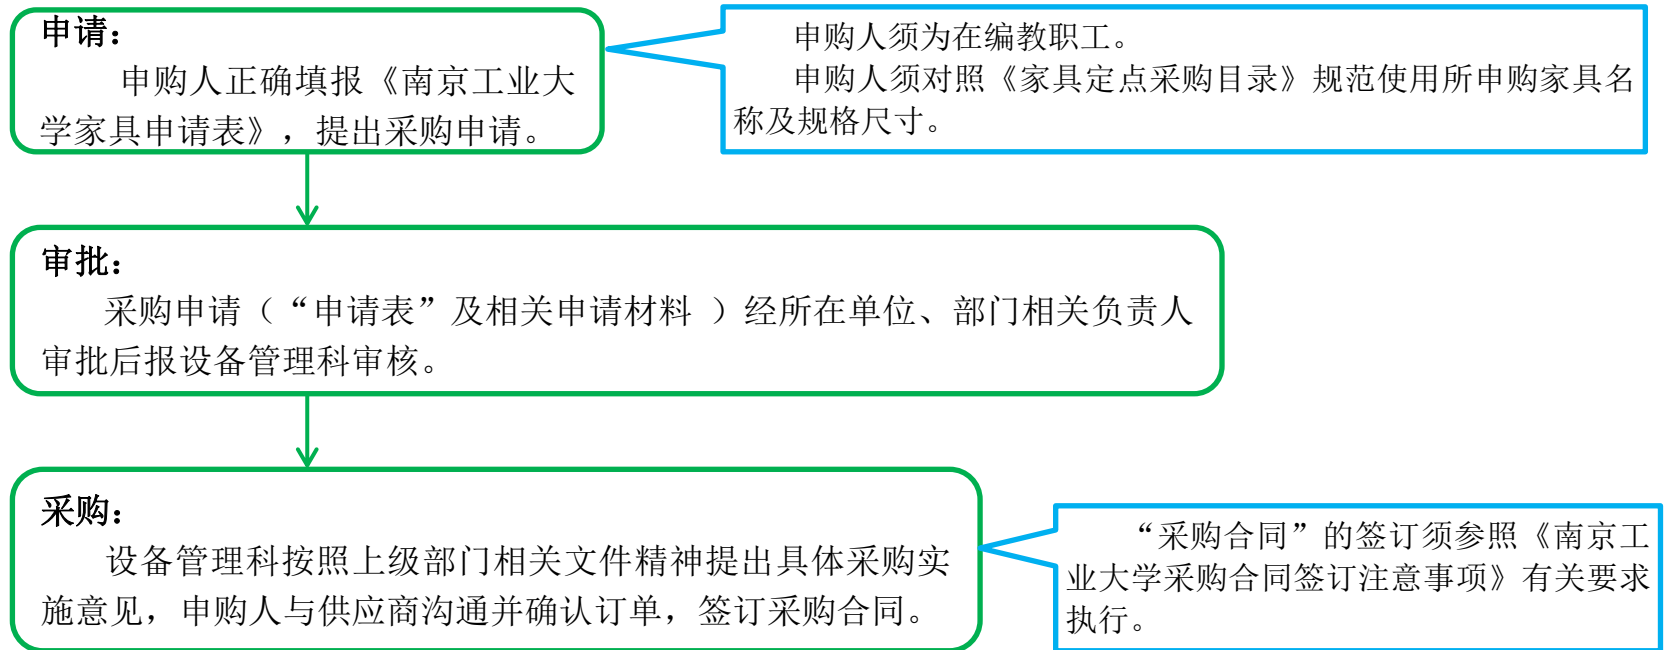 申请：
申购人正确填报《南京工业大
学家具申请表》，提出采购申请。
申购人须为在编教职工。
申购人须对照《家具定点采购目录》规范使用所申购家具名
称及规格尺寸。
审批：
采购申请（“申请表”及相关申请材料 ）经所在单位、部门相关负责人
审批后报设备管理科审核。
采购：
设备管理科按照上级部门相关文件精神提出具体采购实
施意见，申购人与供应商沟通并确认订单，签订采购合同。
“采购合同”的签订须参照《南京工
业大学采购合同签订注意事项》有关要求
执行。